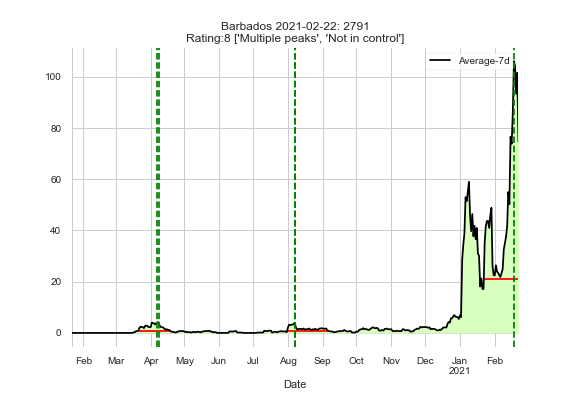 Barbados 2021-02-22: 2791
Rating:8 ['Multiple peaks', 'Not in control']
Average-7d
100
80
60
40
20
0
Feb Mar Apr May Jun Jul Aug Sep Oct Nov Dec Jan Feb
2021
Date